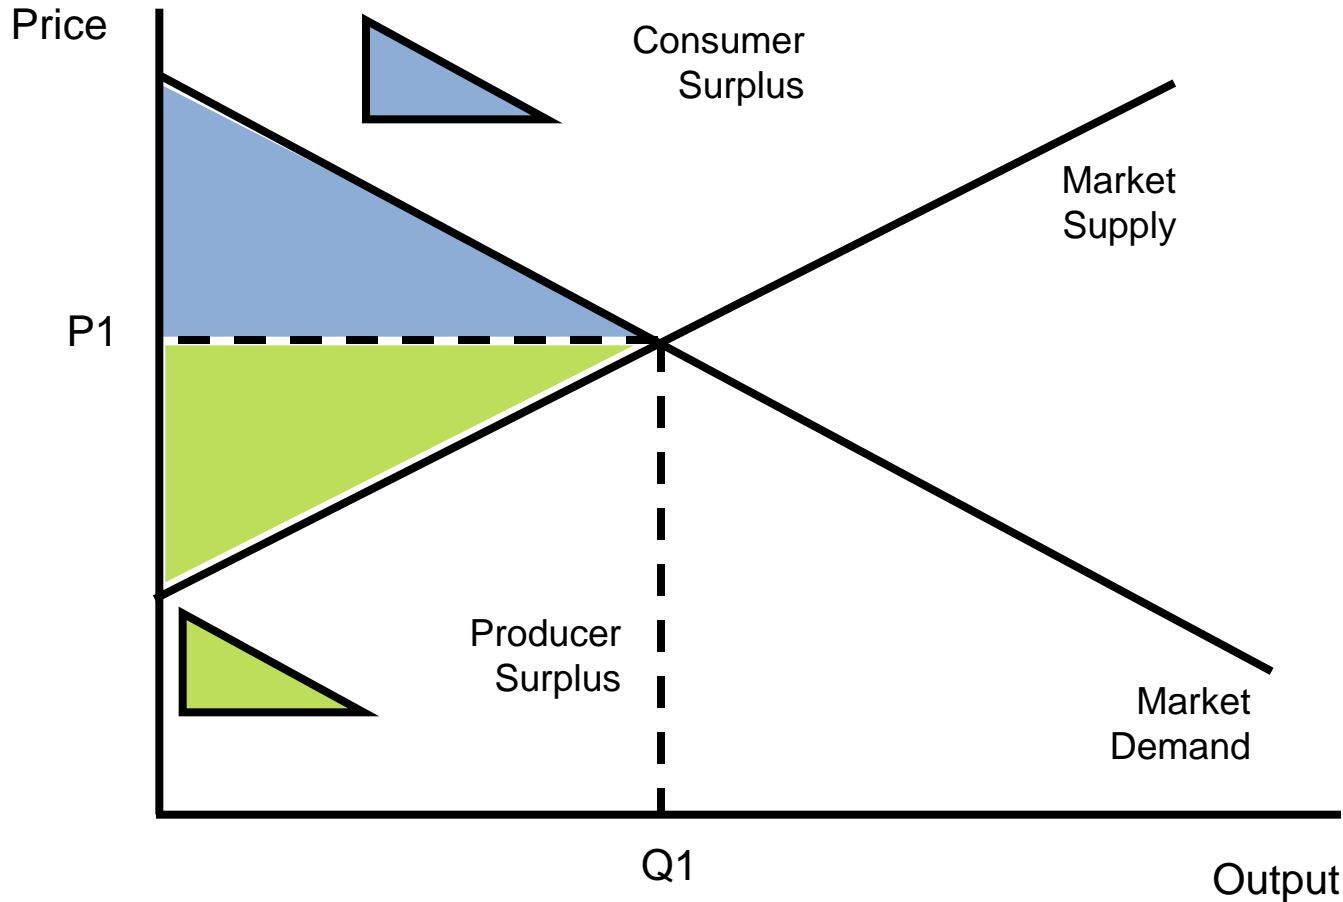 Price
Consumer
Surplus
Market
Supply
P1
Producer
Surplus
Market
Demand
Q1
Output